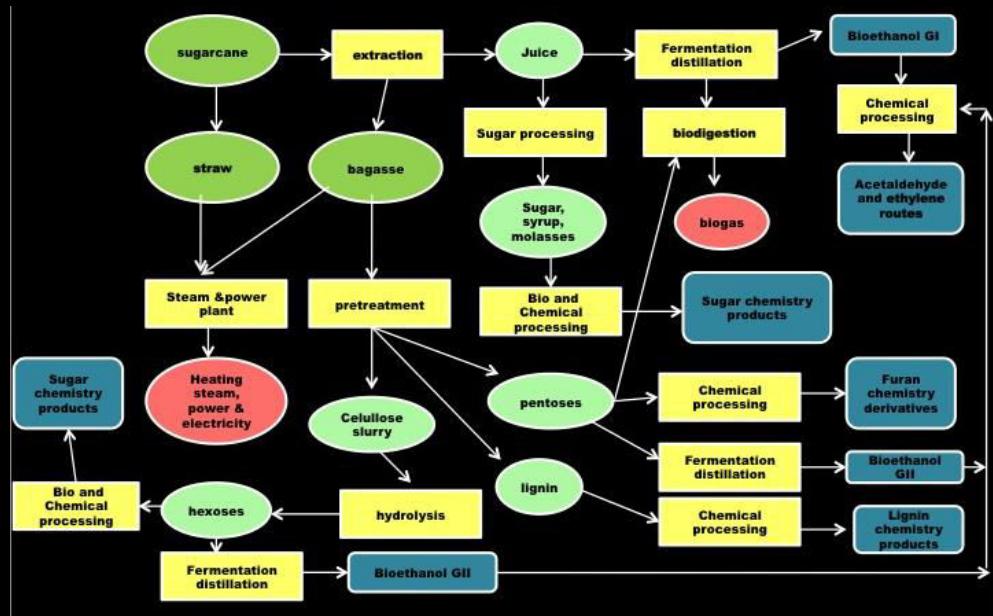 sugarcane
extraction
Juice
Fermentation
distillation
Bioethanol GI
Chemical
processing
Sugar processing
biodigestion
straw
bagasse
Acetaldehyde
and ethylene
routes
Sugar,
syrup,
molasses
biogas
Steam &power
plant
pretreatment
Bio and
Chemical
processing
Sugar chemistry
products
Sugar
chemistry
products
Heating
steam,
power &
electricity
Celullose
slurry
pentoses
Chemical
processing
Furan
chemistry
derivatives
Fermentation
distillation
Bioethanol
GII
lignin
Bio and
Chemical
processing
hexoses
hydrolysis
Chemical
processing
Lignin
chemistry
products
Fermentation
distillation
Bioethanol GII